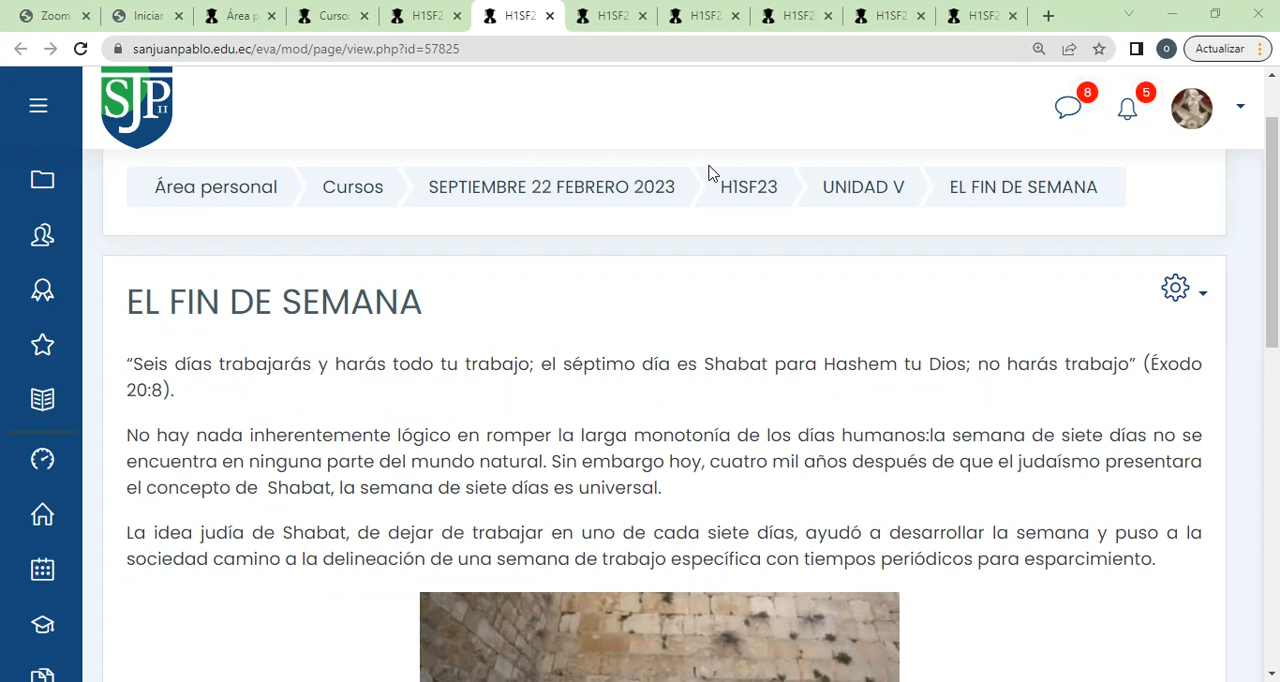 Zoom
Iniciar
Área p
Curso:
H1SF2
H1SF2
H1SF2
H1SF2
H1SF2
H1SF2
H1SF2
sanjuanpablo.edu.ec/eva/mod/page/view.php?id=57825
O
Actualizar
SJP
II
8
5
Área personal
Cursos
SEPTIEMBRE 22 FEBRERO 2023
H1SF23
UNIDAD V
EL FIN DE SEMANA
EL FIN DE SEMANA
“Seis días trabajarás y harás todo tu trabajo; el séptimo día es Shabat para Hashem tu Dios; no harás trabajo” (Éxodo
20:8).
No hay nada inherentemente lógico en romper la larga monotonía de los días humanos:la semana de siete días no se
encuentra en ninguna parte del mundo natural. Sin embargo hoy, cuatro mil años después de que el judaísmo presentara
el concepto de Shabat, la semana de siete días es universal.
La idea judía de Shabat, de dejar de trabajar en uno de cada siete días, ayudó a desarrollar la semana y puso a la
sociedad camino a la delineación de una semana de trabajo específica con tiempos periódicos para esparcimiento.